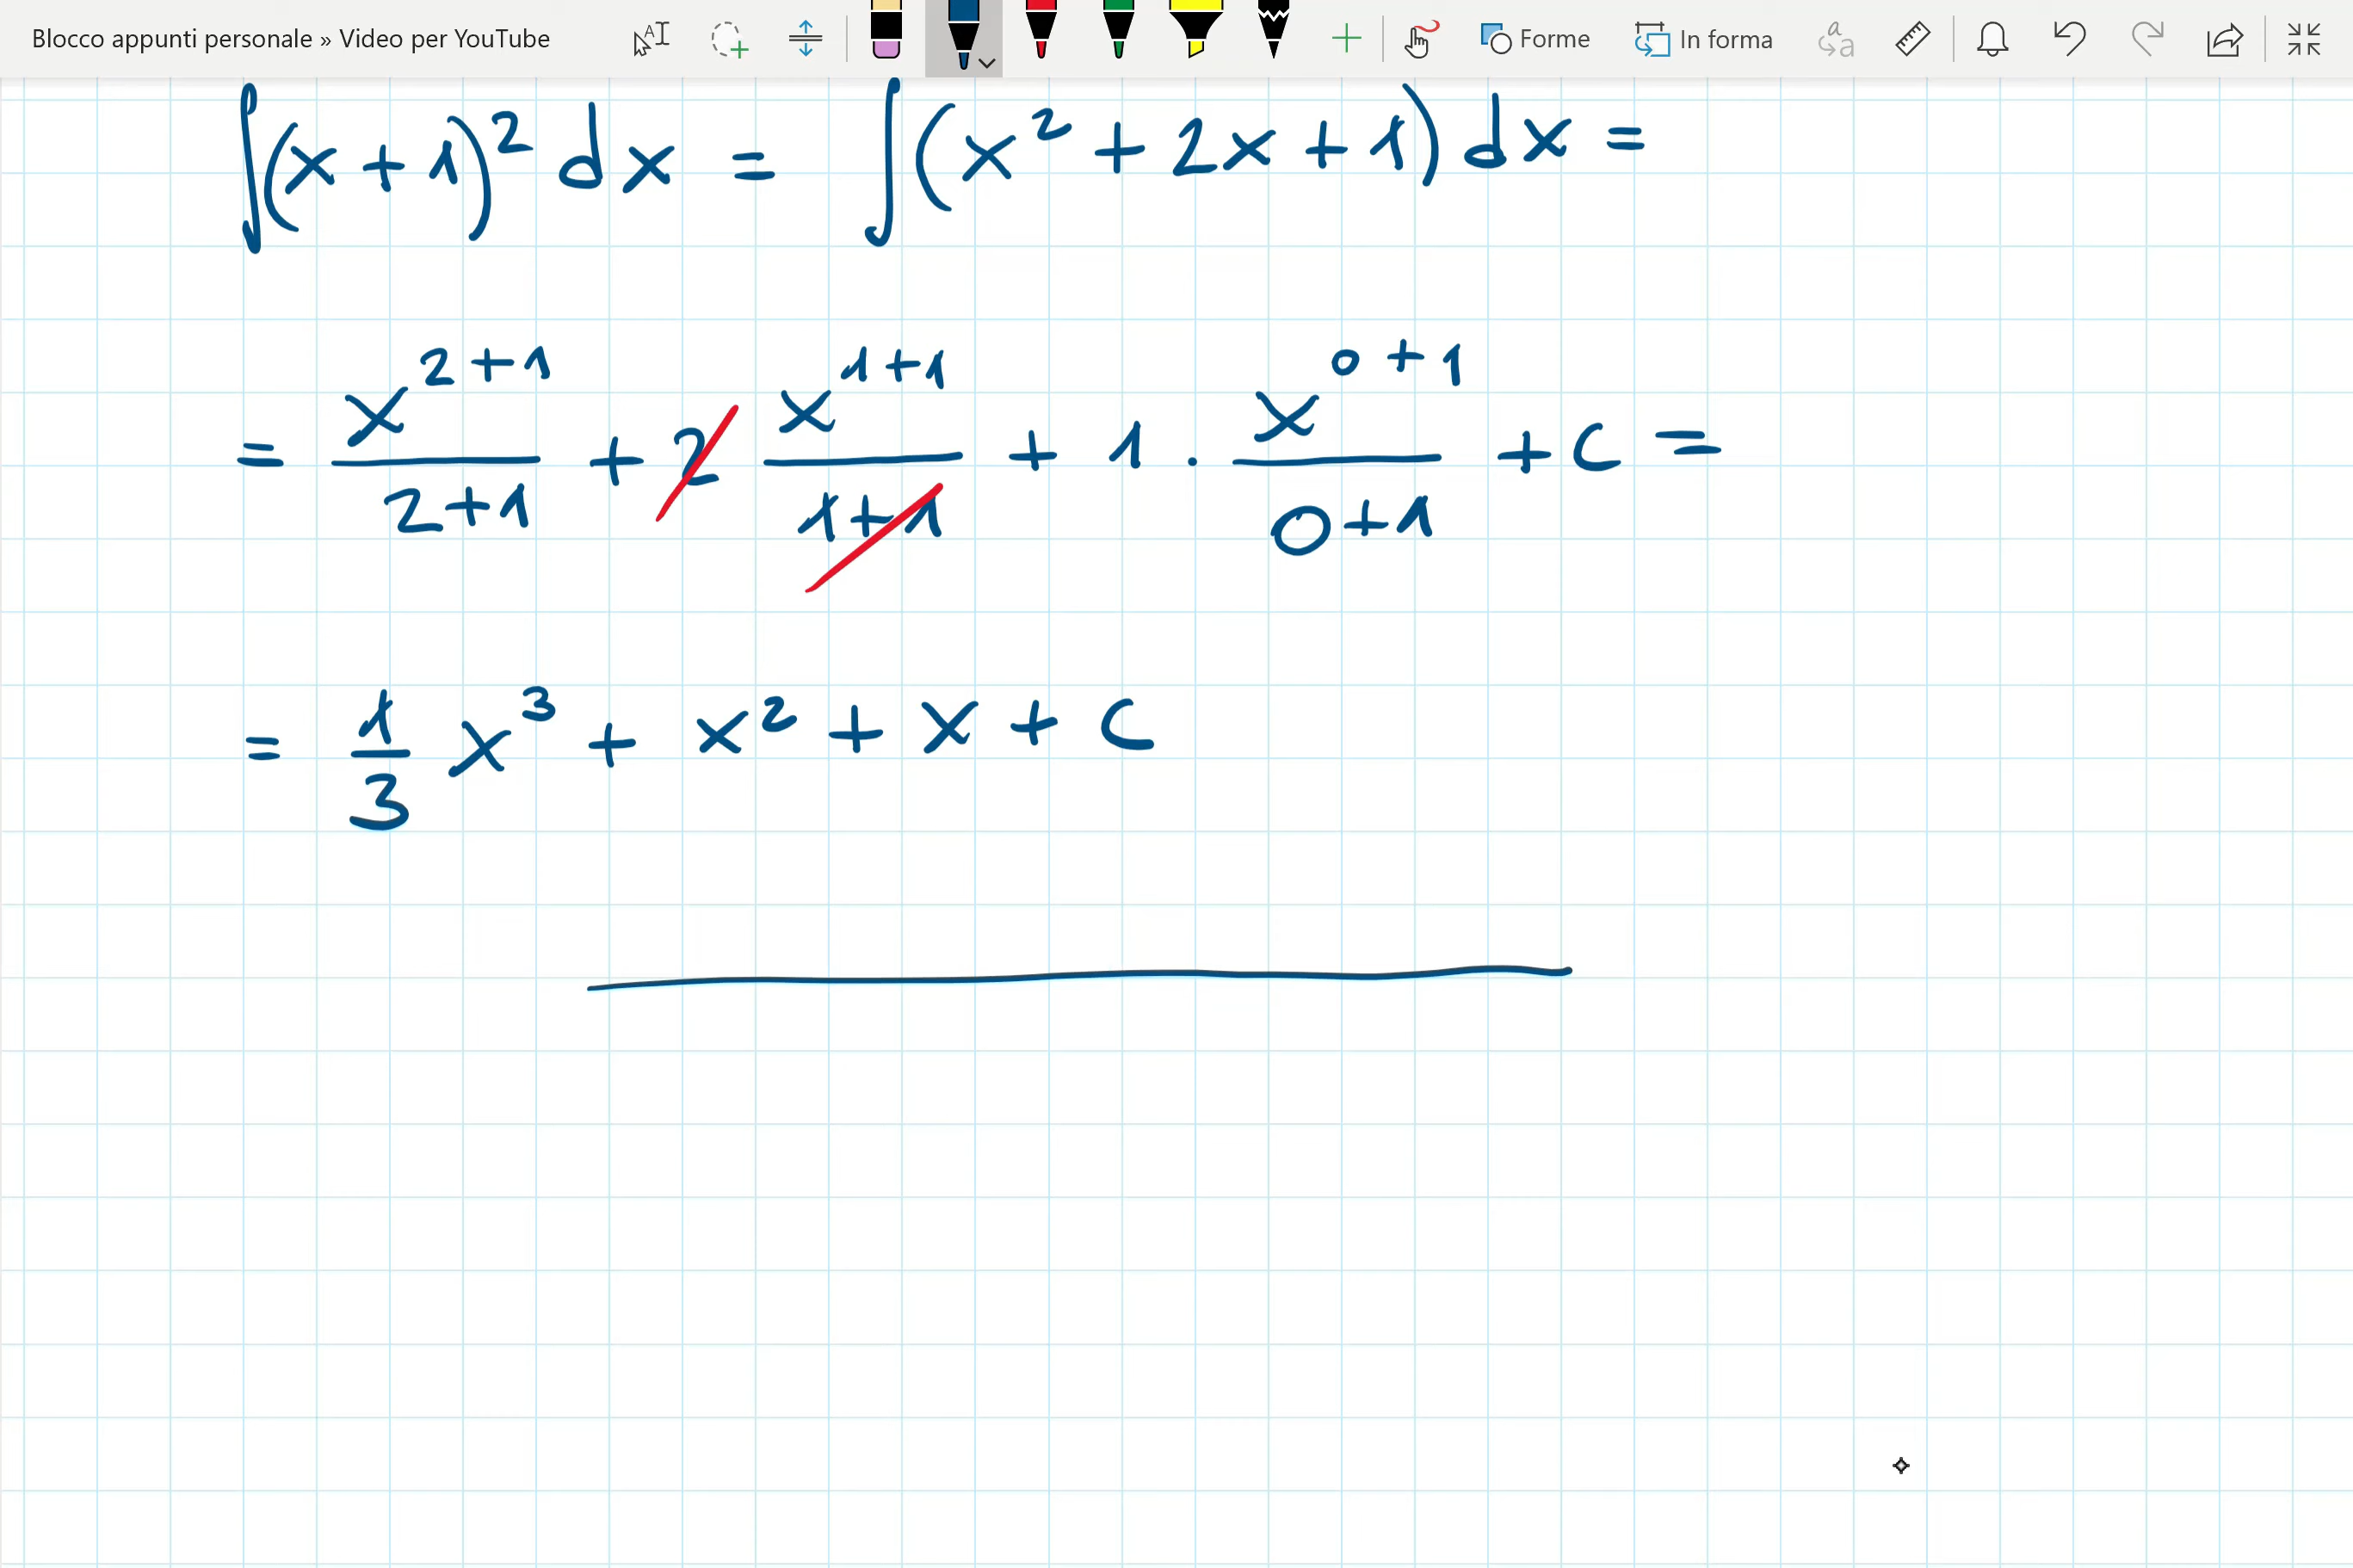 Blocco appunti personale » Video per YouTube Forme In forma
∫(x+1)² dx = ∫(x² + 2x + 1) dx =
= x^(2+1)/(2+1) + 2 x^(1+1)/(1+1) + 1 · x^(0+1)/(0+1) + c =
= 1/3 x³ + x² + x + c